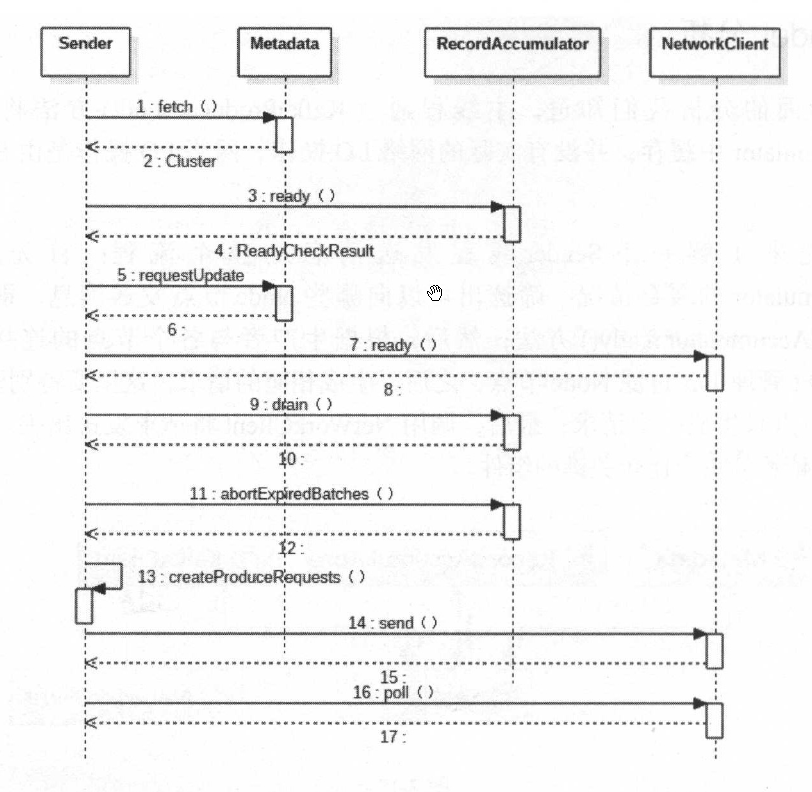 Sender
Metadata
RecordAccumulator
NetworkClient
1 : fetch ( )
2 : Cluster
3 : ready ( )
4 : ReadyCheckResult
5 : requestUpdate
6 :
7 : ready ( )
8 :
9 : drain ( )
10 :
11 : abortExpiredBatches ( )
12 :
13 : createProduceRequests ( )
14 : send ( )
15 :
16 : poll ( )
17 :